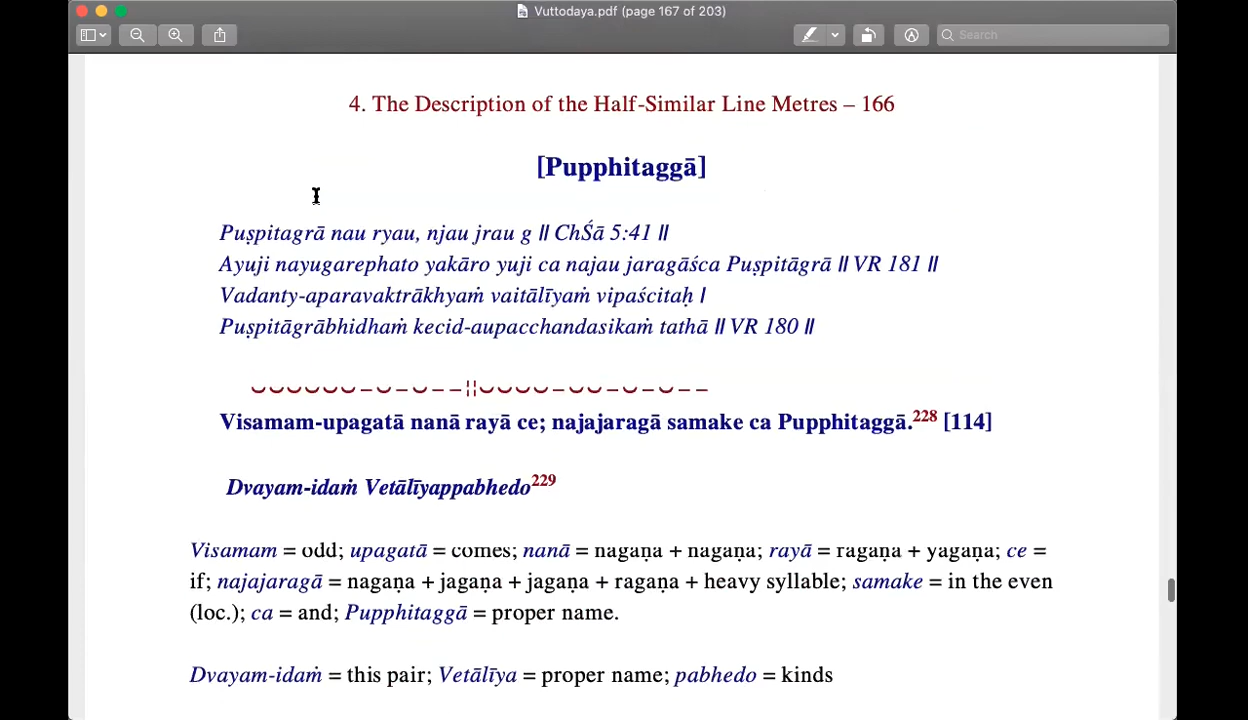 Vuttodaya.pdf (page 167 of 203)
Search
4. The Description of the Half-Similar Line Metres – 166
[Pupphitaggā]
Puṣpitagrā nau ryau, njau jrau g ǁ ChŚā 5:41 ǁ
Ayuji nayugarephato yakāro yuji ca najau jaragāśca Puṣpitāgrā ǁ VR 181 ǁ
Vadanty-aparavaktrākhyaṁ vaitālīyaṁ vipaścitaḥ ǀ
Puṣpitāgrābhidhaṁ kecid-aupacchandasikaṁ tathā ǁ VR 180 ǁ
⏑⏑⏑⏑⏑⏑–⏑–⏑––¦¦⏑⏑⏑⏑–⏑⏑–⏑–⏑––
Visamam-upagatā nanā rayā ce; najajaragā samake ca Pupphitaggā.228 [114]
Dvayam-idaṁ Vetālīyappabhedo229
Visamam = odd; upagatā = comes; nanā = nagaṇa + nagaṇa; rayā = ragaṇa + yagaṇa; ce =
if; najajaragā = nagaṇa + jagaṇa + jagaṇa + ragaṇa + heavy syllable; samake = in the even
(loc.); ca = and; Pupphitaggā = proper name.
Dvayam-idaṁ = this pair; Vetālīya = proper name; pabhedo = kinds